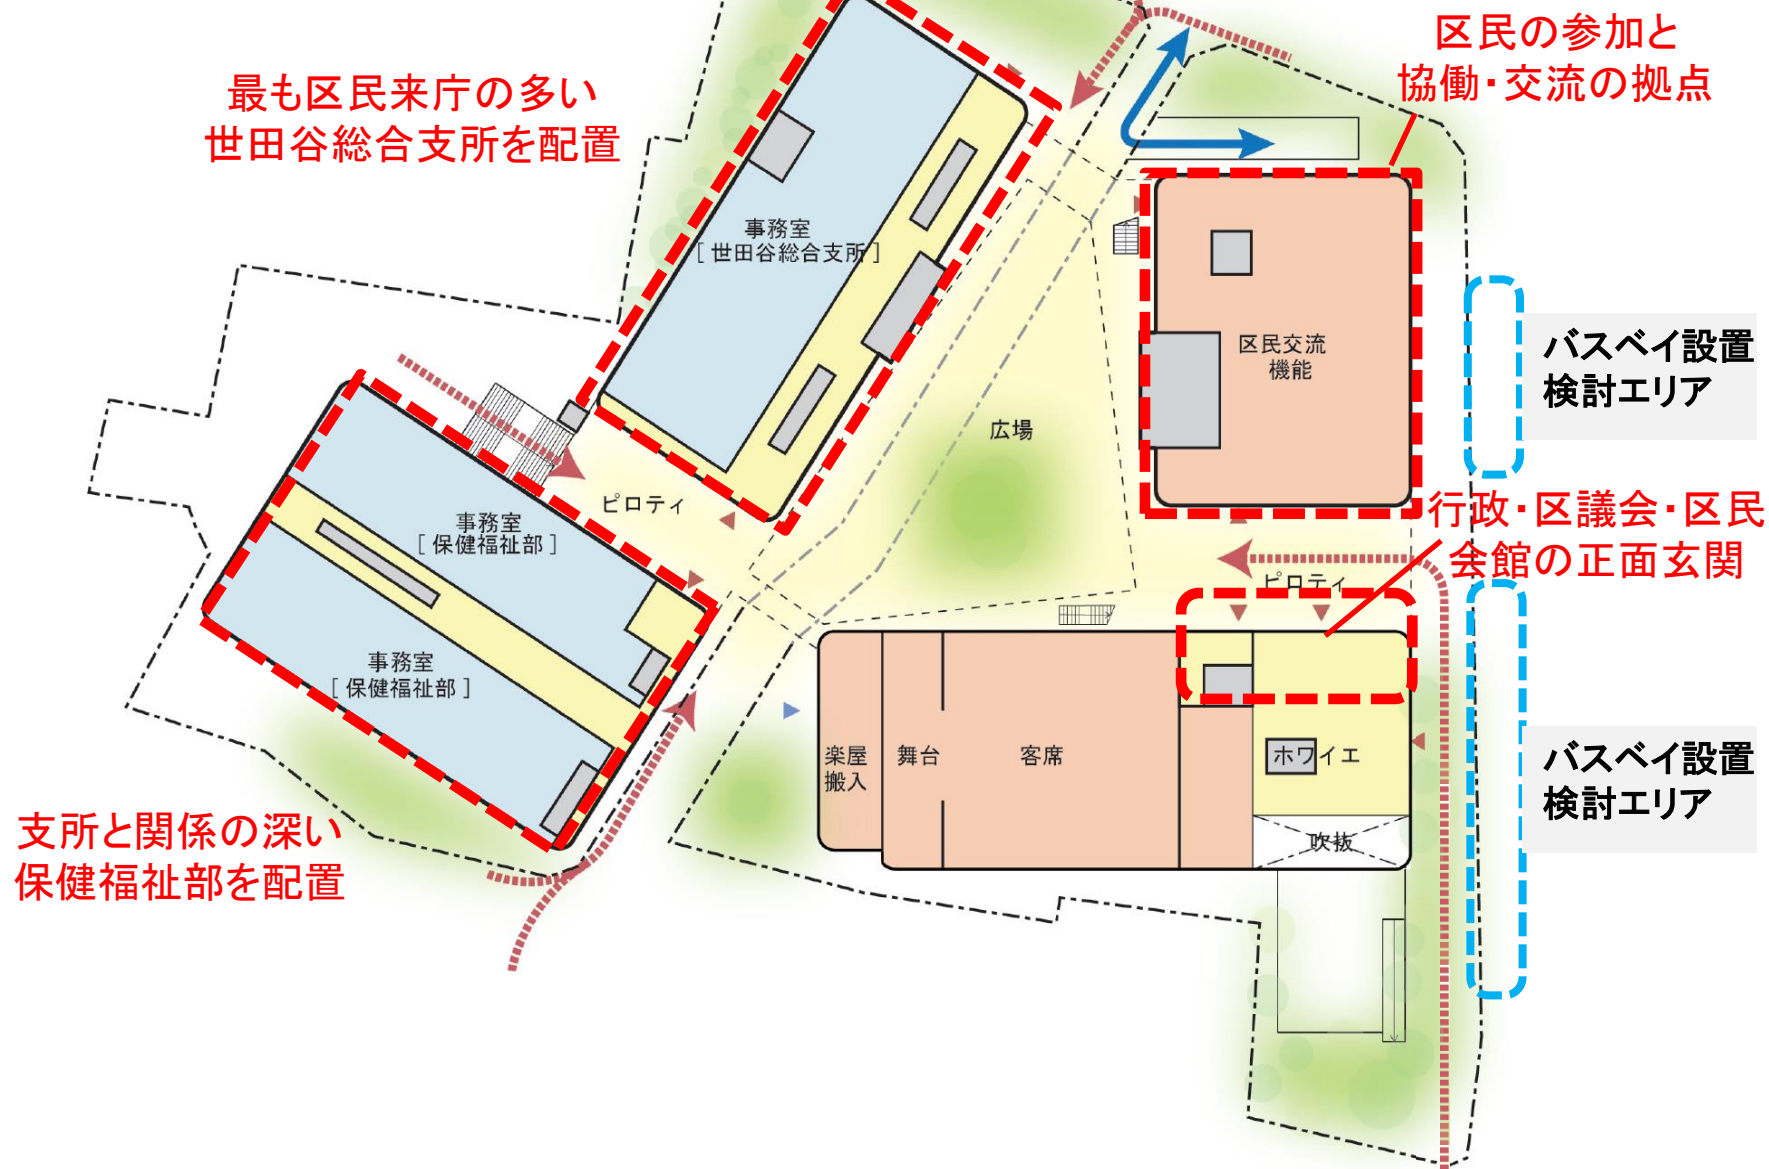 区民の参加と
協働・交流の拠点
最も区民来庁の多い
世田谷総合支所を配置
事務室
[ 世田谷総合支所 ]
区民交流
機能
バスベイ設置
検討エリア
広場
行政・区議会・区民
会館の正面玄関
ピロティ
ピロティ
事務室
[ 保健福祉部 ]
事務室
[ 保健福祉部 ]
楽屋
搬入
舞台
客席
ホワイエ
バスベイ設置
検討エリア
吹抜
支所と関係の深い
保健福祉部を配置